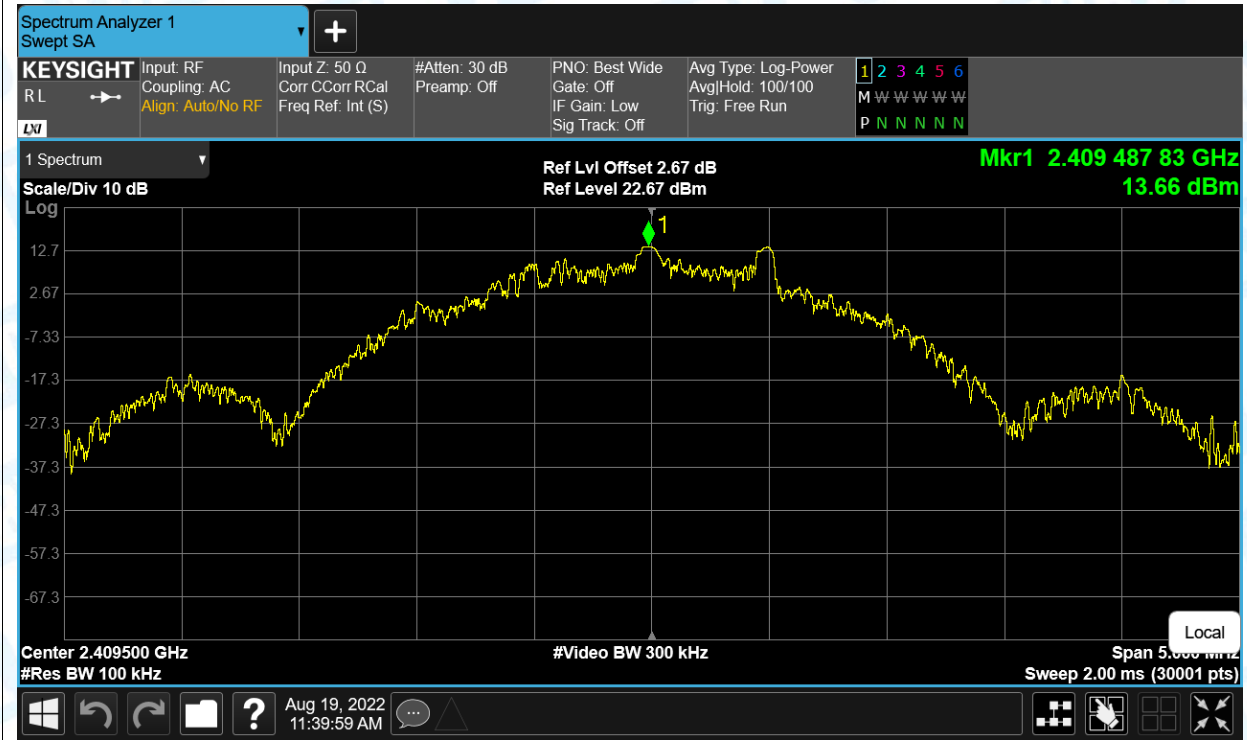 Spectrum Analyzer 1
Swept SA
KEYSIGHT
R L
LXI
Input: RF
Coupling: AC
Align: Auto/No RF
Input Z: 50 Ω
Corr CCorr RCal
Freq Ref: Int (S)
#Atten: 30 dB
Preamp: Off
PNO: Best Wide
Gate: Off
IF Gain: Low
Sig Track: Off
Avg Type: Log-Power
Avg|Hold: 100/100
Trig: Free Run
1 2 3 4 5 6
M W W W W W
P N N N N N
1 Spectrum
Scale/Div 10 dB
Log
Ref Lvl Offset 2.67 dB
Ref Level 22.67 dBm
Mkr1 2.409 487 83 GHz
13.66 dBm
1
12.7
2.67
-7.33
-17.3
-27.3
-37.3
-47.3
-57.3
-67.3
Local
Center 2.409500 GHz
#Video BW 300 kHz
Span 5.000 MHz
#Res BW 100 kHz
Sweep 2.00 ms (30001 pts)
?
Aug 19, 2022
11:39:59 AM